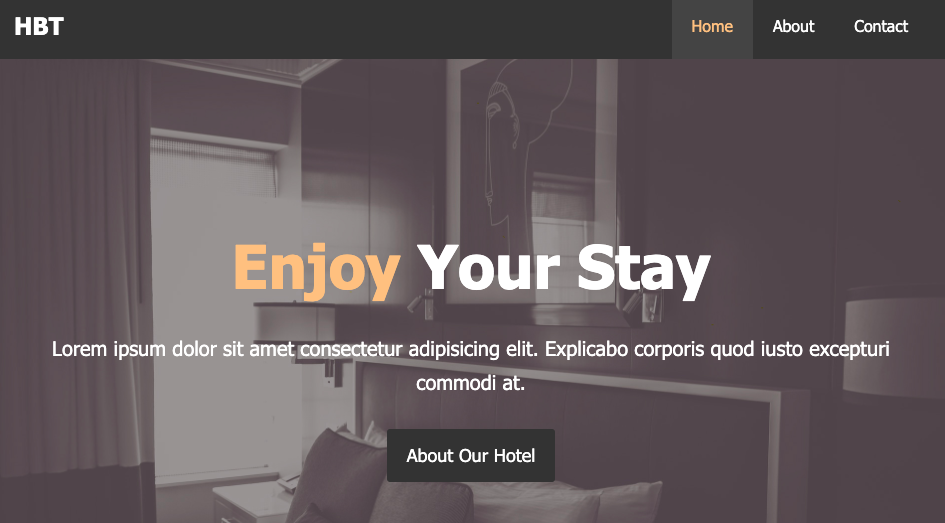 HBT
Home About Contact
Enjoy Your Stay
Lorem ipsum dolor sit amet consectetur adipisicing elit. Explicabo corporis quod iusto excepturi
commodi at.
About Our Hotel